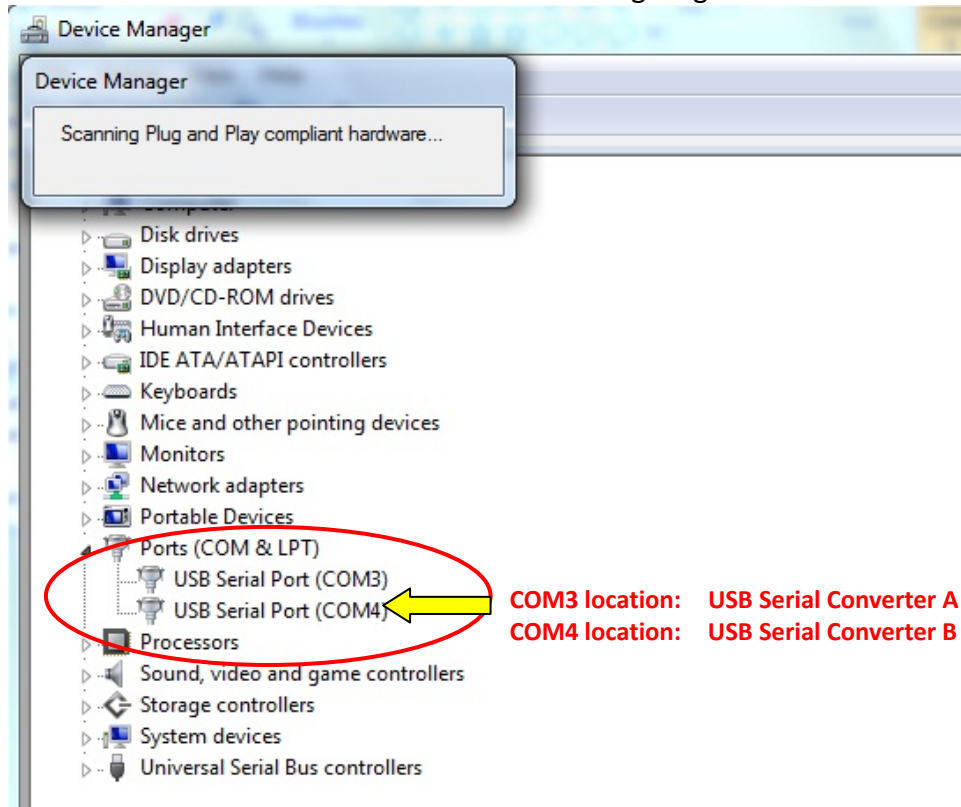 Device Manager
Device Manager
Scanning Plug and Play compliant hardware...
Disk drives
Display adapters
DVD/CD-ROM drives
Human Interface Devices
IDE ATA/ATAPI controllers
Keyboards
Mice and other pointing devices
Monitors
Network adapters
Portable Devices
Ports (COM & LPT)
USB Serial Port (COM3)
USB Serial Port (COM4)
COM3 location: USB Serial Converter A
COM4 location: USB Serial Converter B
Processors
Sound, video and game controllers
Storage controllers
System devices
Universal Serial Bus controllers